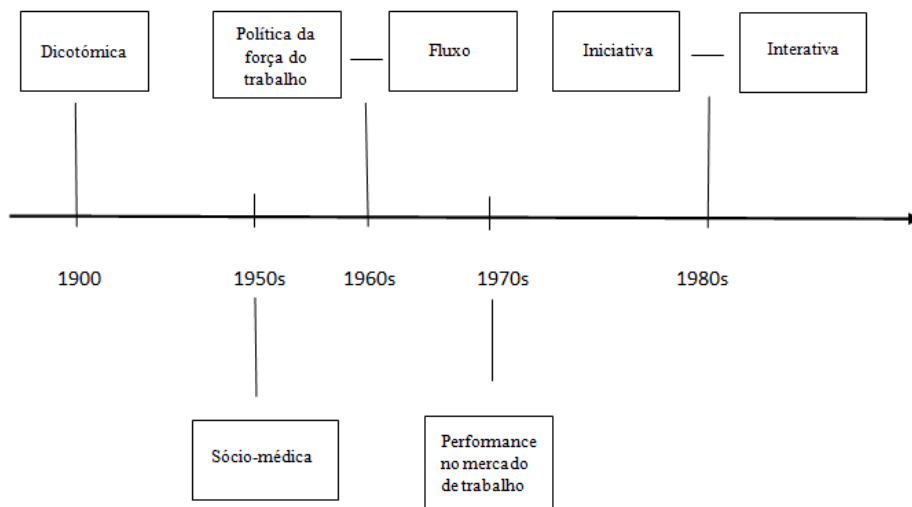 Dicotómica
Política da
força do
trabalho
Fluxo
Iniciativa
Interativa
1900
1950s
1960s
1970s
1980s
Sócio-médica
Performance
no mercado
de trabalho